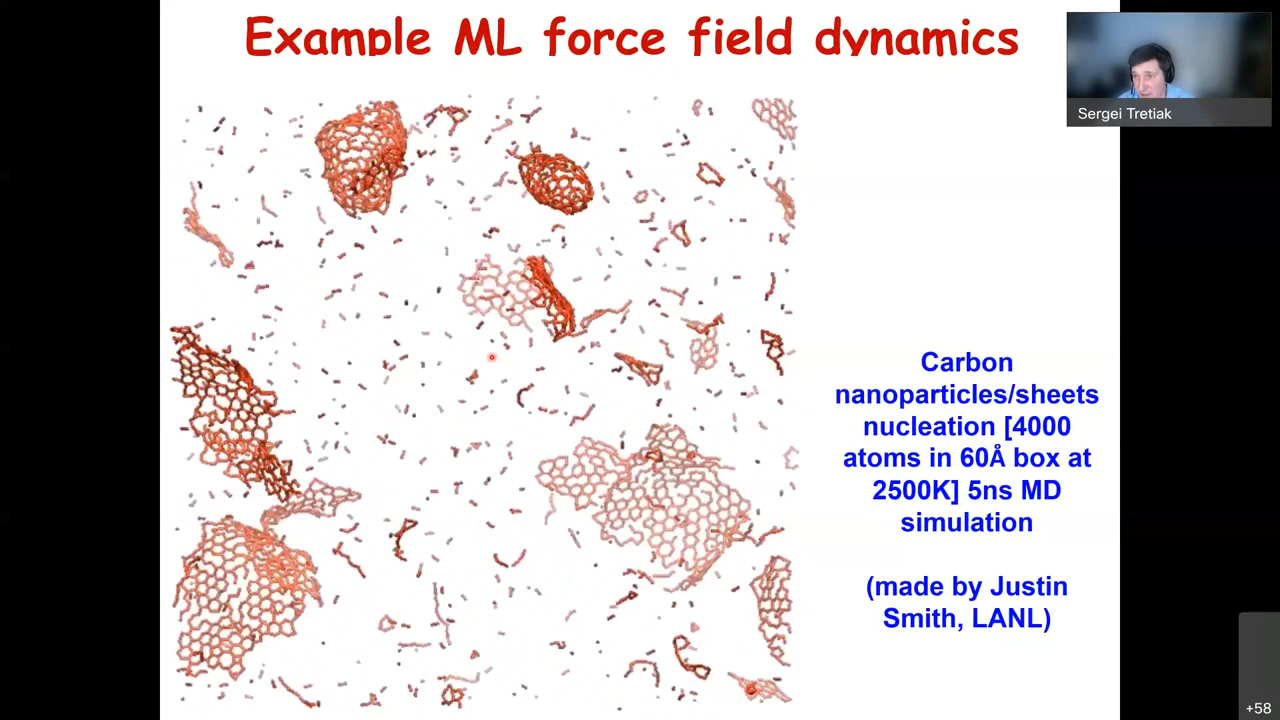 Example ML force field dynamics
Sergei Tretiak
Carbon
nanoparticles/sheets
nucleation [4000
atoms in 60Å box at
2500K] 5ns MD
simulation
(made by Justin
Smith, LANL)
+58